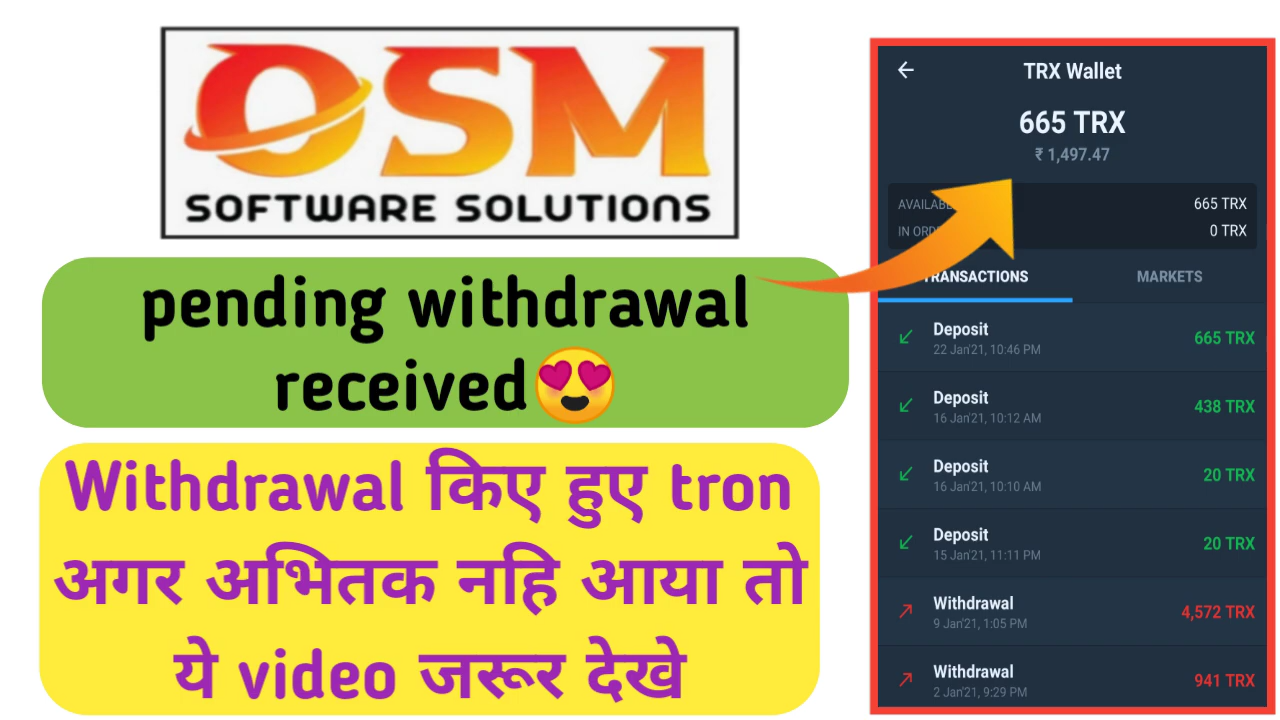 OSM
SOFTWARE SOLUTIONS
pending withdrawal
received😍
Withdrawal किए हुए tron
अगर अभितक नहि आया तो
ये video जरूर देखे
TRX Wallet
665 TRX
₹ 1,497.47
665 TRX
IN 0 TRX
TRANSACTIONS MARKETS
Deposit 665 TRX
22 Jan'21, 10:46 PM
Deposit 438 TRX
16 Jan'21, 10:12 AM
Deposit 20 TRX
16 Jan'21, 10:10 AM
Deposit 20 TRX
15 Jan'21, 11:11 PM
Withdrawal 4,572 TRX
9 Jan'21, 1:05 PM
Withdrawal 941 TRX
2 Jan'21, 9:29 PM